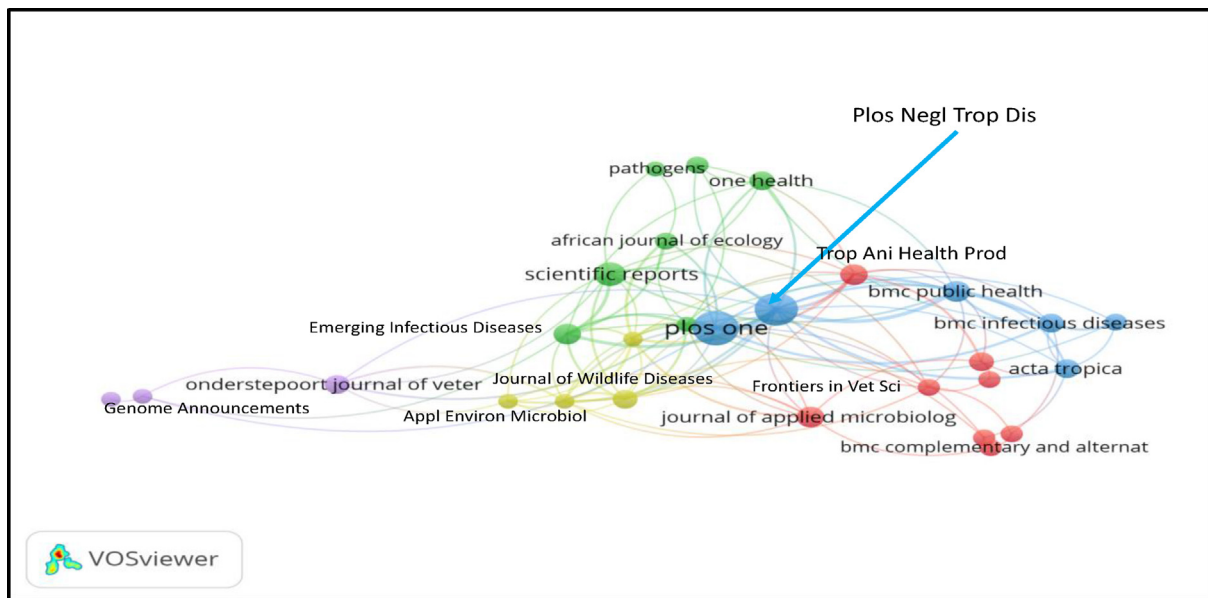 Plos Negl Trop Dis
pathogens
one health
african journal of ecology
Trop Ani Health Prod
scientific reports
bmc public health
Emerging Infectious Diseases
plos one
bmc infectious diseases
acta tropica
onderstepoort journal of veter
Journal of Wildlife Diseases
Frontiers in Vet Sci
Genome Announcements
Appl Environ Microbiol
journal of applied microbiolog
bmc complementary and alternat
VOSviewer